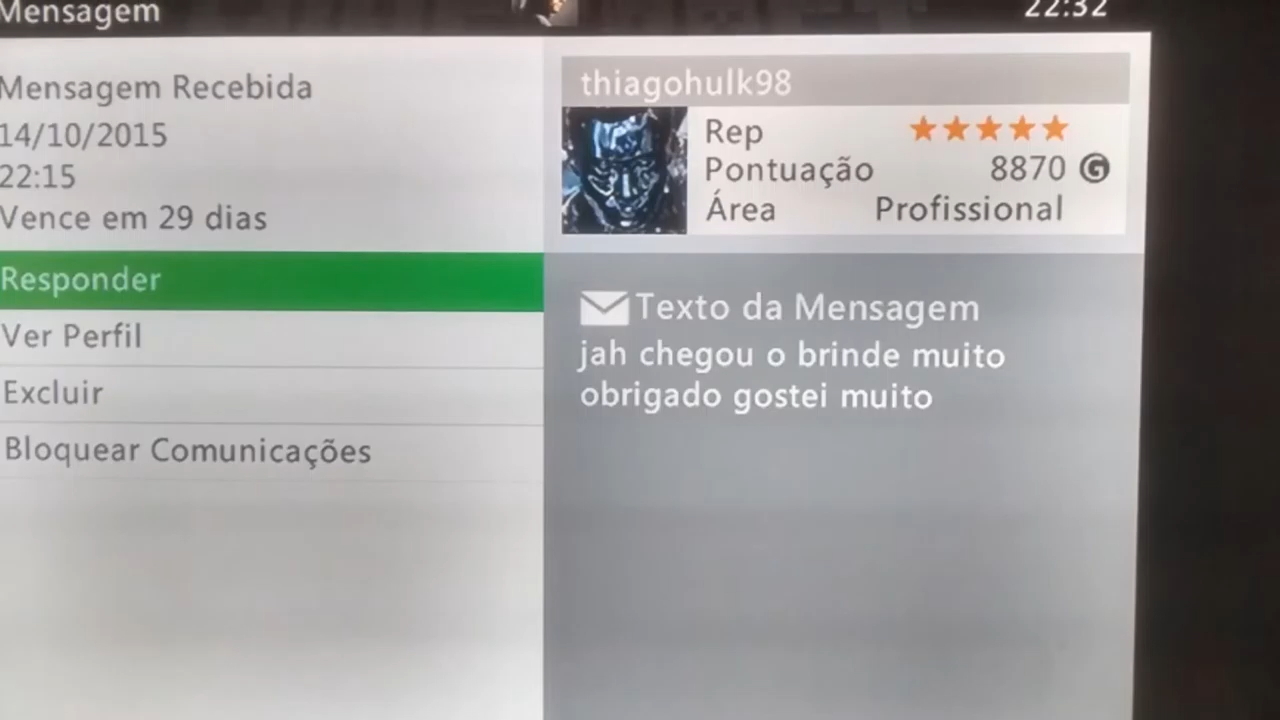 Mensagem
22:32
Mensagem Recebida
14/10/2015
22:15
Vence em 29 dias
Responder
Ver Perfil
Excluir
Bloquear Comunicações
thiagohulk98
Rep
Pontuação 8870 G
Área Profissional
Texto da Mensagem
jah chegou o brinde muito
obrigado gostei muito